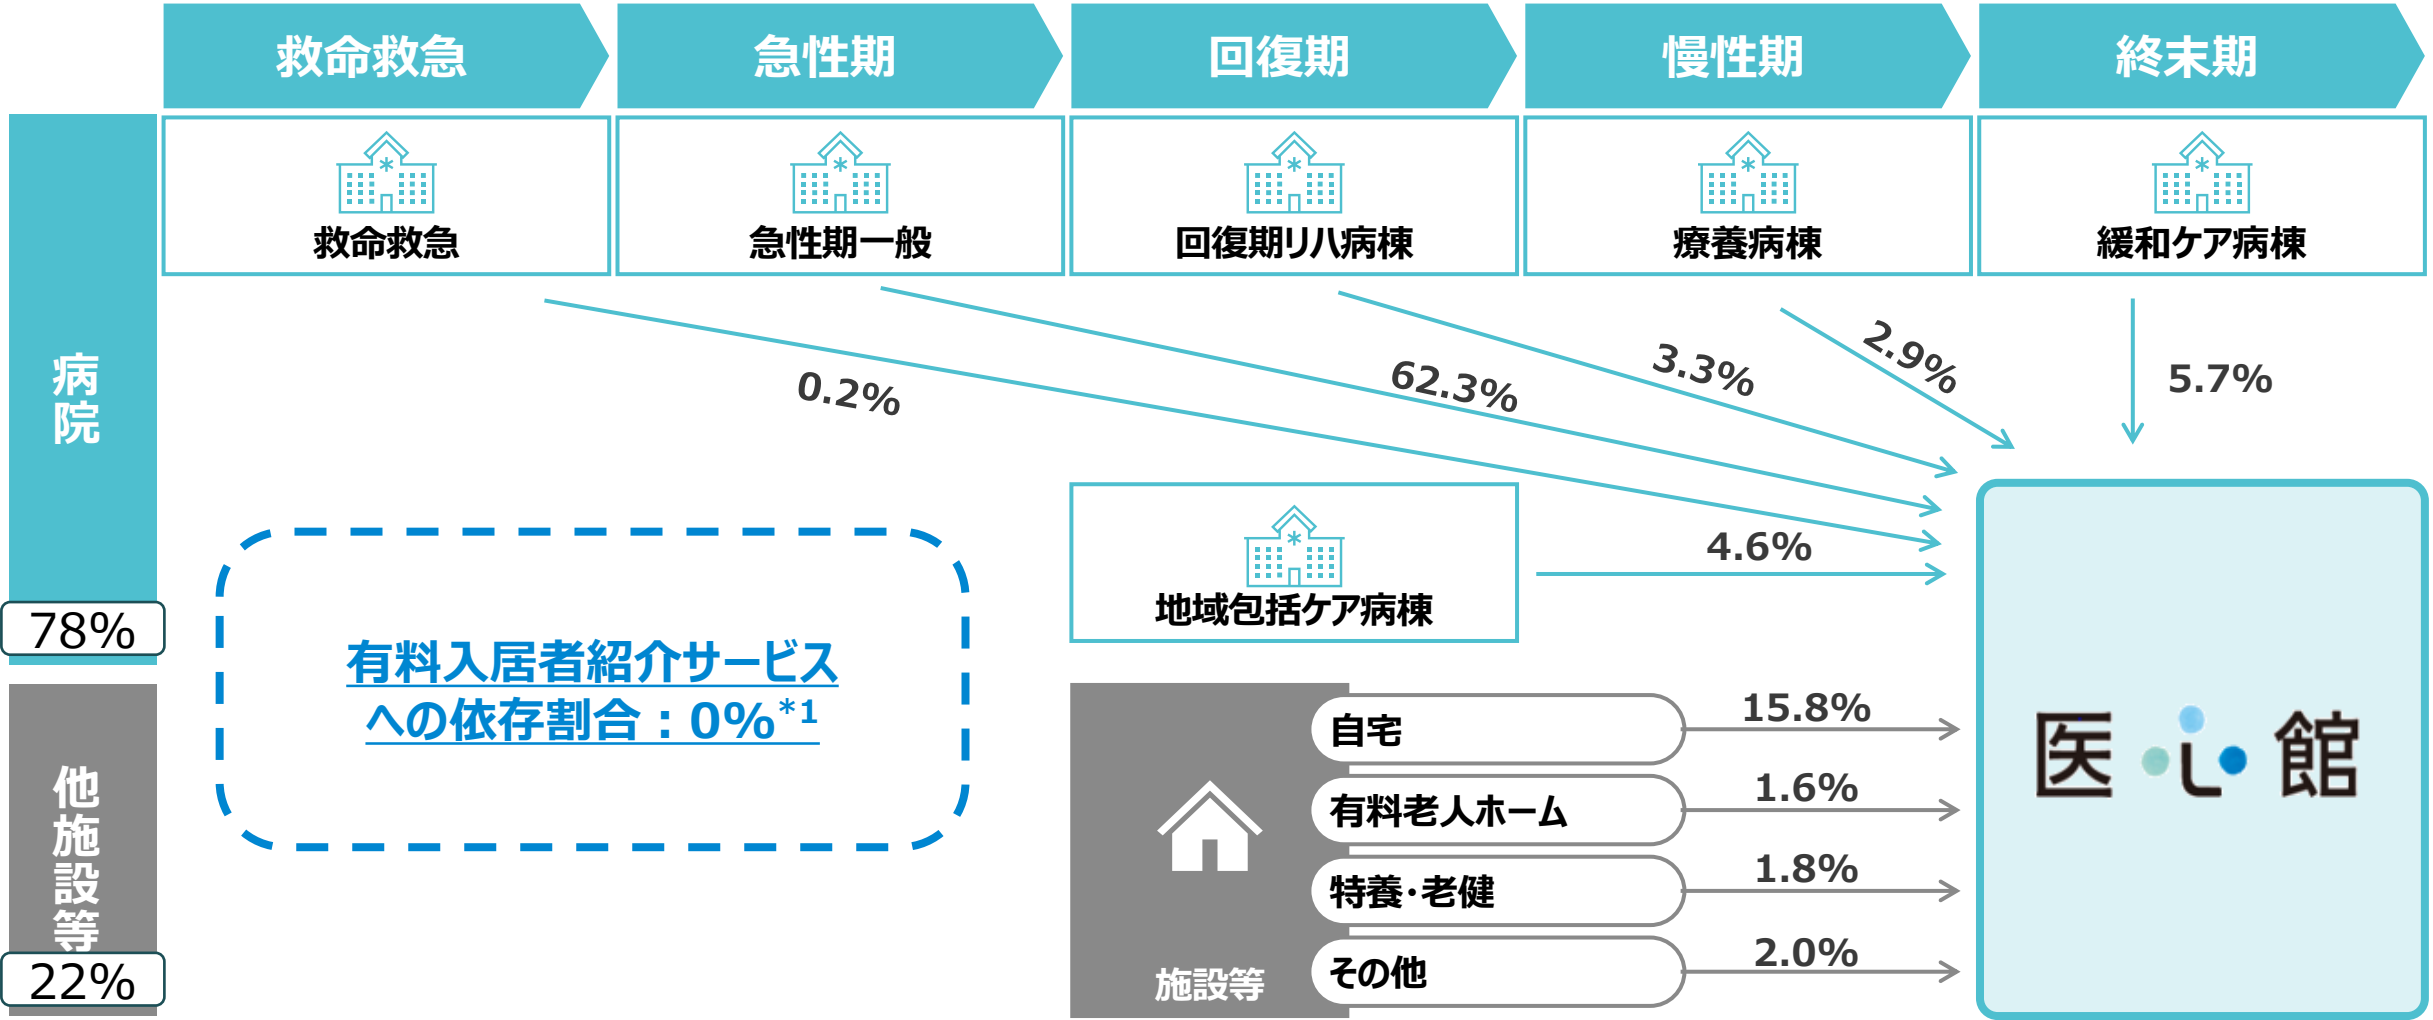 救命救急
急性期
回復期
慢性期
終末期
病院
78%
救命救急
急性期一般
回復期リハ病棟
療養病棟
緩和ケア病棟
0.2%
62.3%
3.3%
2.9%
5.7%
地域包括ケア病棟
4.6%
有料入居者紹介サービス
への依存割合：0%*1
他施設等
22%
施設等
自宅
15.8%
有料老人ホーム
1.6%
特養･老健
1.8%
その他
2.0%
医心館